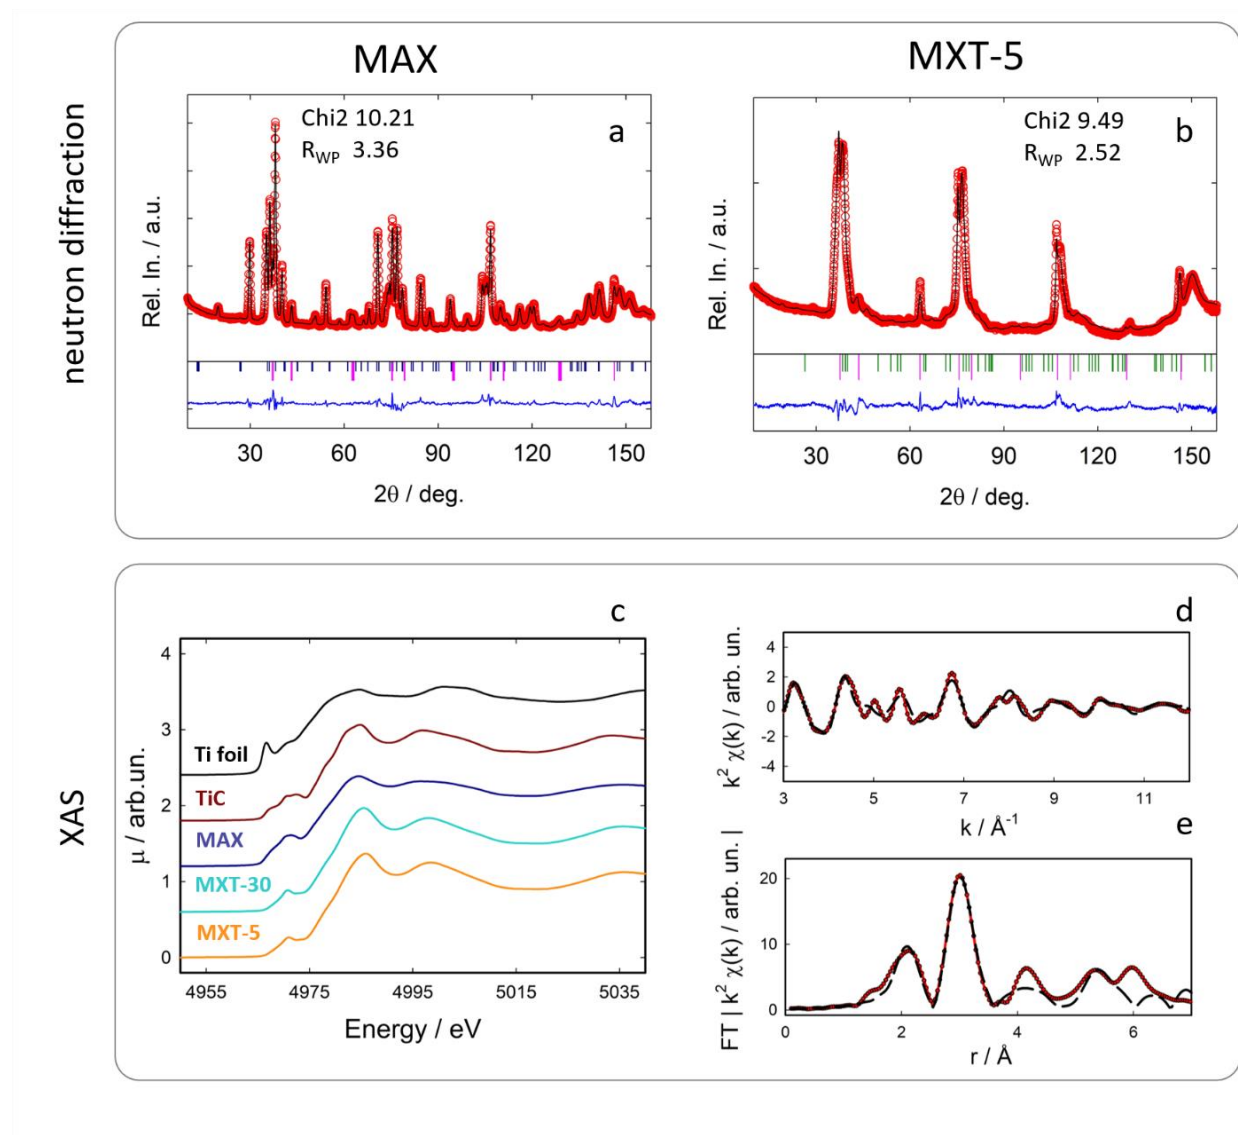 MAX
MXT-5
neutron diffraction
Chi2 10.21
R_WP 3.36
a
Rel. In. / a.u.
30 60 90 120 150
2θ / deg.
Chi2 9.49
R_WP 2.52
b
Rel. In. / a.u.
30 60 90 120 150
2θ / deg.
XAS
c
μ / arb.un.
4
3
2
1
0
Ti foil
TiC
MAX
MXT-30
MXT-5
4955 4975 4995 5015 5035
Energy / eV
d
k² χ(k) / arb. un.
4
2
0
-2
-4
3 5 7 9 11
k / Å⁻¹
e
FT | k² χ(k) / arb. un. |
20
10
0
0 2 4 6
r / Å